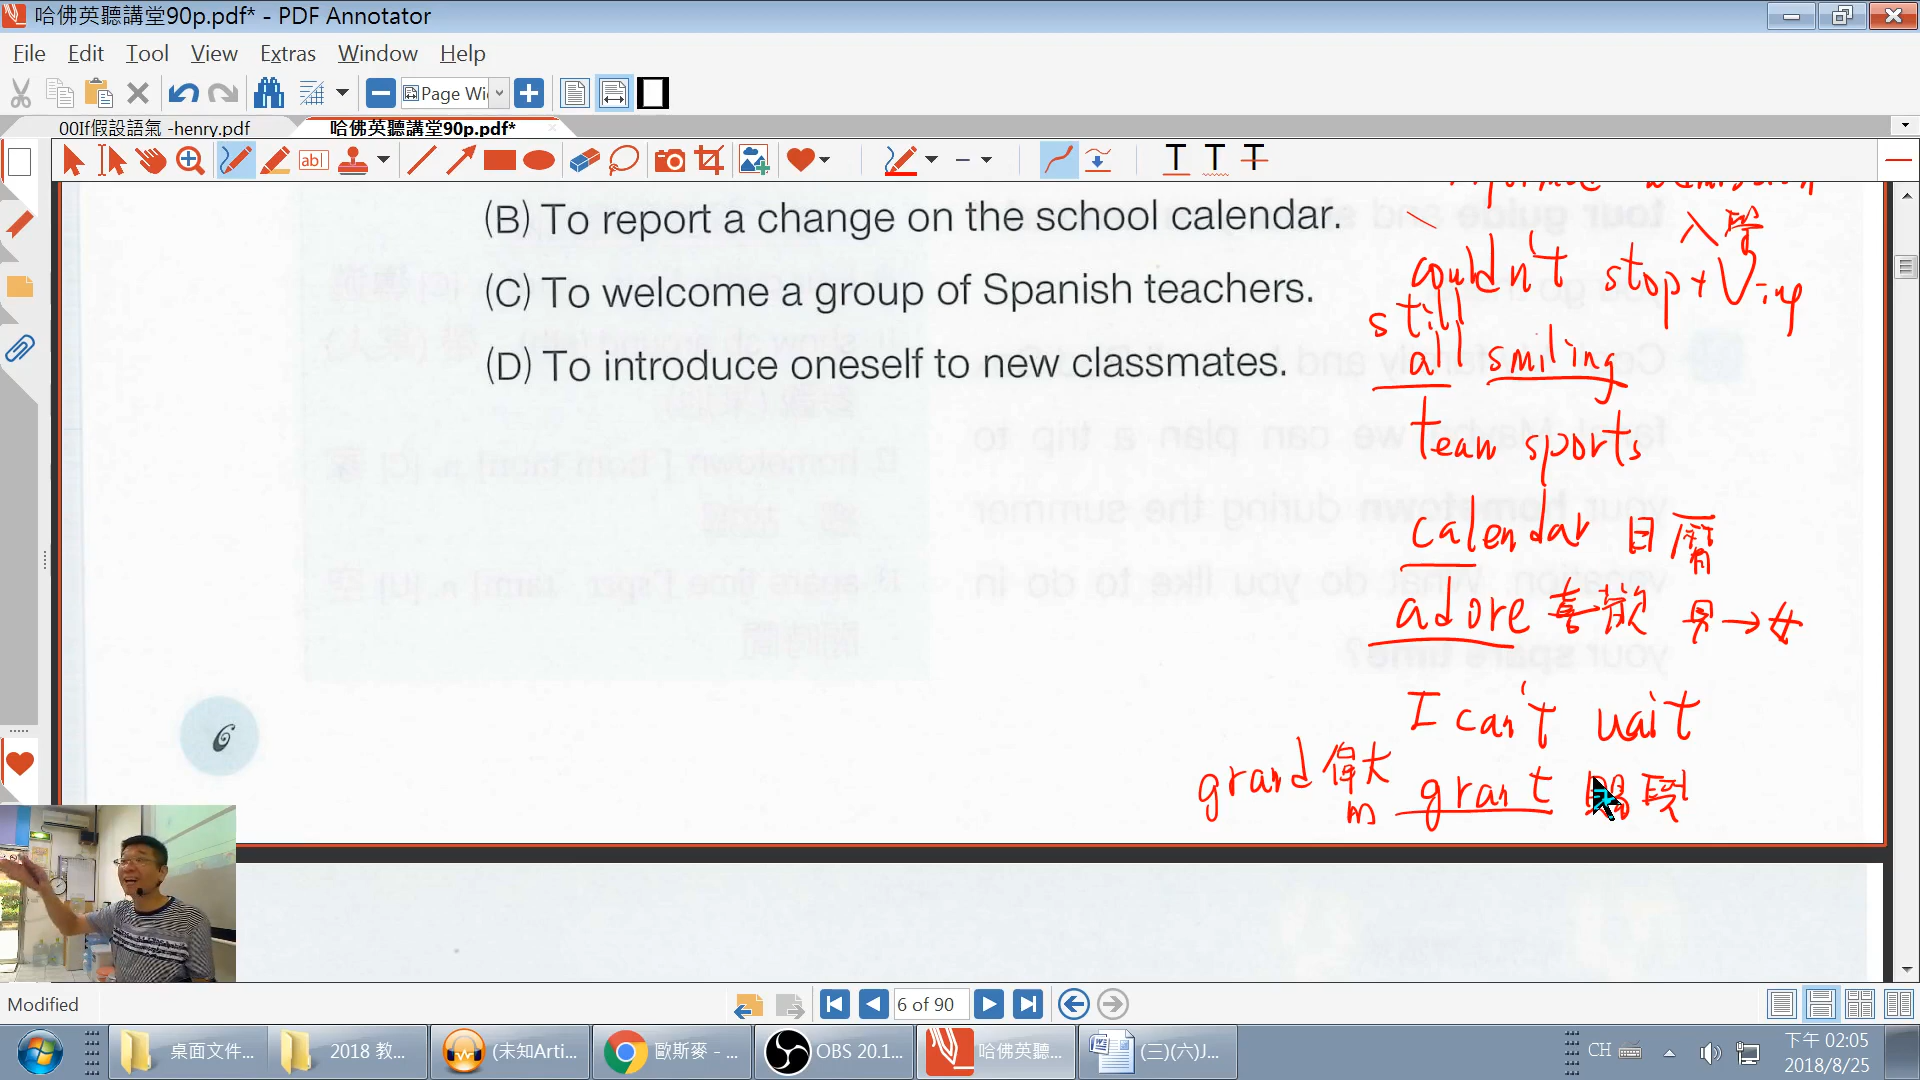 哈佛英聽講堂90p.pdf* - PDF Annotator
File Edit Tool View Extras Window Help
Page Wi
00If假設語氣 -henry.pdf
哈佛英聽講堂90p.pdf*
(B) To report a change on the school calendar.
(C) To welcome a group of Spanish teachers.
(D) To introduce oneself to new classmates.
入學
couldn't stop + V-ing
still
all smiling
team sports
calendar 日曆
adore 喜歡 男→女
I can't wait
grand 偉大的 grant
6
Modified
6 of 90
桌面文件...
2018 教...
(未知Arti...
歐斯麥 - ...
OBS 20.1...
哈佛英聽...
(三)(六)J...
CH
下午 02:05
2018/8/25